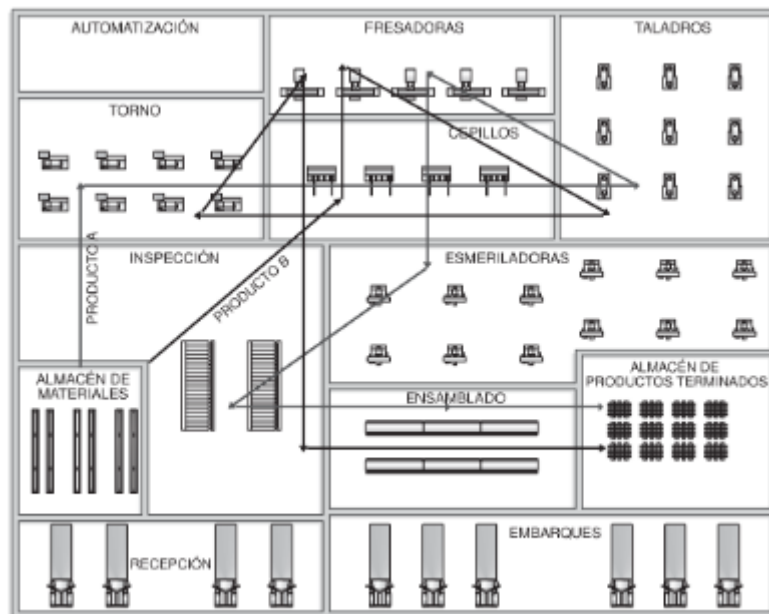 AUTOMATIZACIÓN
FRESADORAS
TALADROS
TORNO
CEPILLOS
INSPECCIÓN
ESMERILADORAS
PRODUCTO A
PRODUCTO B
ALMACÉN DE
MATERIALES
ALMACÉN DE
PRODUCTOS TERMINADOS
ENSAMBLADO
RECEPCIÓN
EMBARQUES